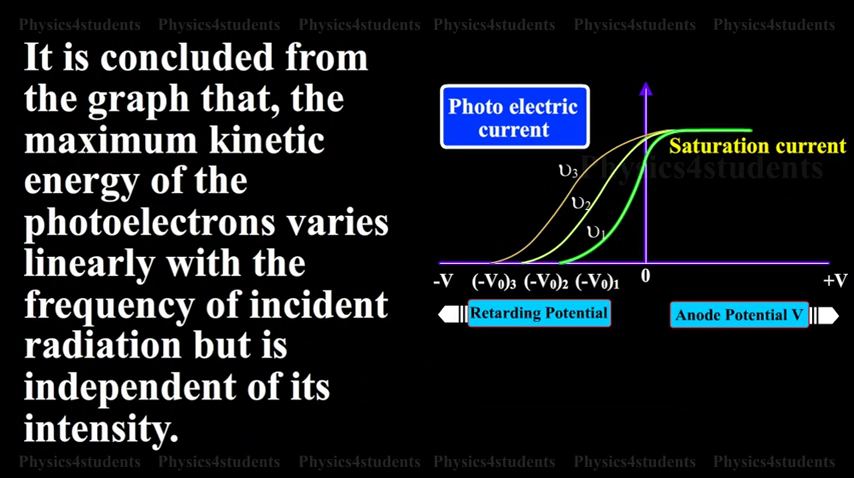 Physics4students Physics4students Physics4students Physics4students Physics4students Physics4students
It is concluded from
the graph that, the
maximum kinetic
energy of the
photoelectrons varies
linearly with the
frequency of incident
radiation but is
independent of its
intensity.
Photo electric
current
Saturation current
Physics4students
υ₃
υ₂
υ₁
-V (-V₀)₃ (-V₀)₂ (-V₀)₁ 0 +V
Retarding Potential Anode Potential V
Physics4students Physics4students Physics4students Physics4students Physics4students Physics4students